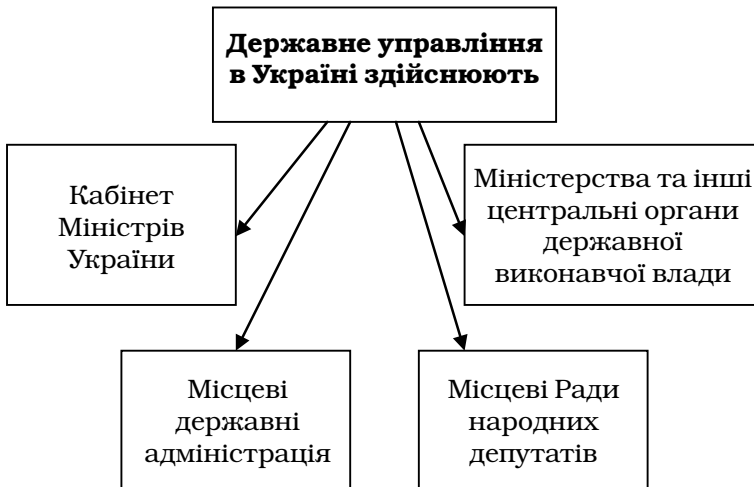 Державне управління
в Україні здійснюють
Кабінет
Міністрів
України
Міністерства та інші
центральні органи
державної
виконавчої влади
Місцеві
державні
адміністрація
Місцеві Ради
народних
депутатів